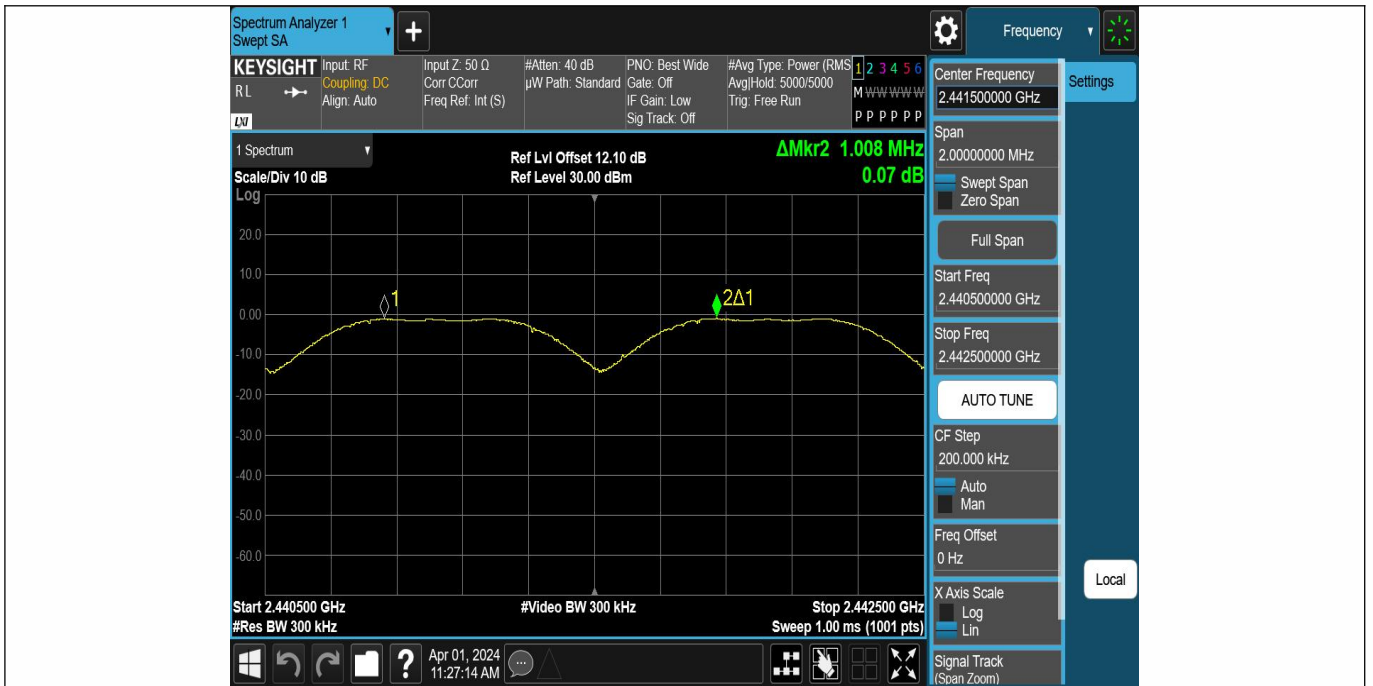 Spectrum Analyzer 1
Swept SA
Frequency
KEYSIGHT
RL
LXI
Input: RF
Coupling: DC
Align: Auto
Input Z: 50 Ω
Corr CCorr
Freq Ref: Int (S)
#Atten: 40 dB
µW Path: Standard
PNO: Best Wide
Gate: Off
IF Gain: Low
Sig Track: Off
#Avg Type: Power (RMS
Avg|Hold: 5000/5000
Trig: Free Run
1 2 3 4 5 6
M W W W W W
P P P P P P
1 Spectrum
Scale/Div 10 dB
Log
Ref Lvl Offset 12.10 dB
Ref Level 30.00 dBm
ΔMkr2 1.008 MHz
0.07 dB
20.0
10.0
0.00
-10.0
-20.0
-30.0
-40.0
-50.0
-60.0
1
2Δ1
Start 2.440500 GHz
#Res BW 300 kHz
#Video BW 300 kHz
Stop 2.442500 GHz
Sweep 1.00 ms (1001 pts)
Apr 01, 2024
11:27:14 AM
Center Frequency
2.441500000 GHz
Settings
Span
2.00000000 MHz
Swept Span
Zero Span
Full Span
Start Freq
2.440500000 GHz
Stop Freq
2.442500000 GHz
AUTO TUNE
CF Step
200.000 kHz
Auto
Man
Freq Offset
0 Hz
Local
X Axis Scale
Log
Lin
Signal Track
(Span Zoom)